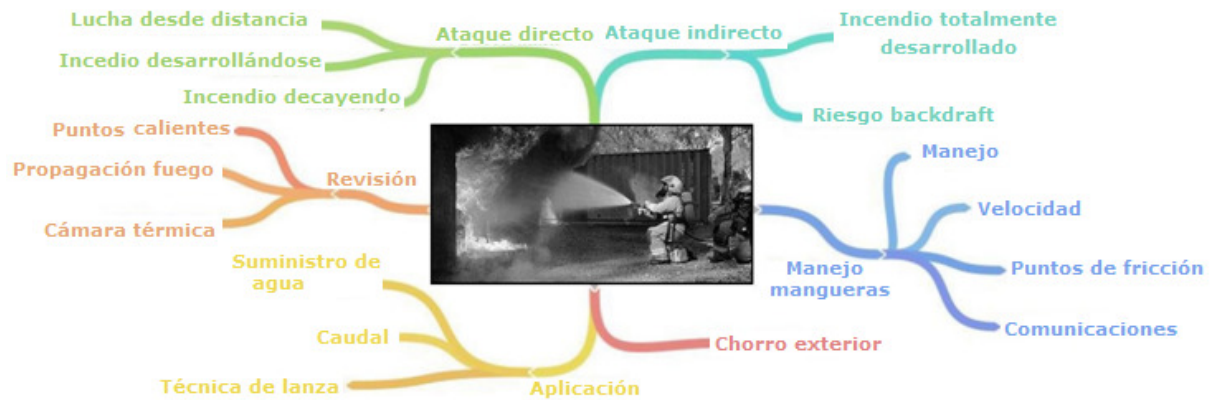 Lucha desde distancia
Ataque directo
Incedio desarrollándose
Incendio decayendo
Ataque indirecto
Incendio totalmente
desarrollado
Riesgo backdraft
Puntos calientes
Propagación fuego
Revisión
Cámara térmica
Manejo
Velocidad
Puntos de fricción
Manejo
mangueras
Comunicaciones
Suministro de
agua
Caudal
Técnica de lanza
Aplicación
Chorro exterior